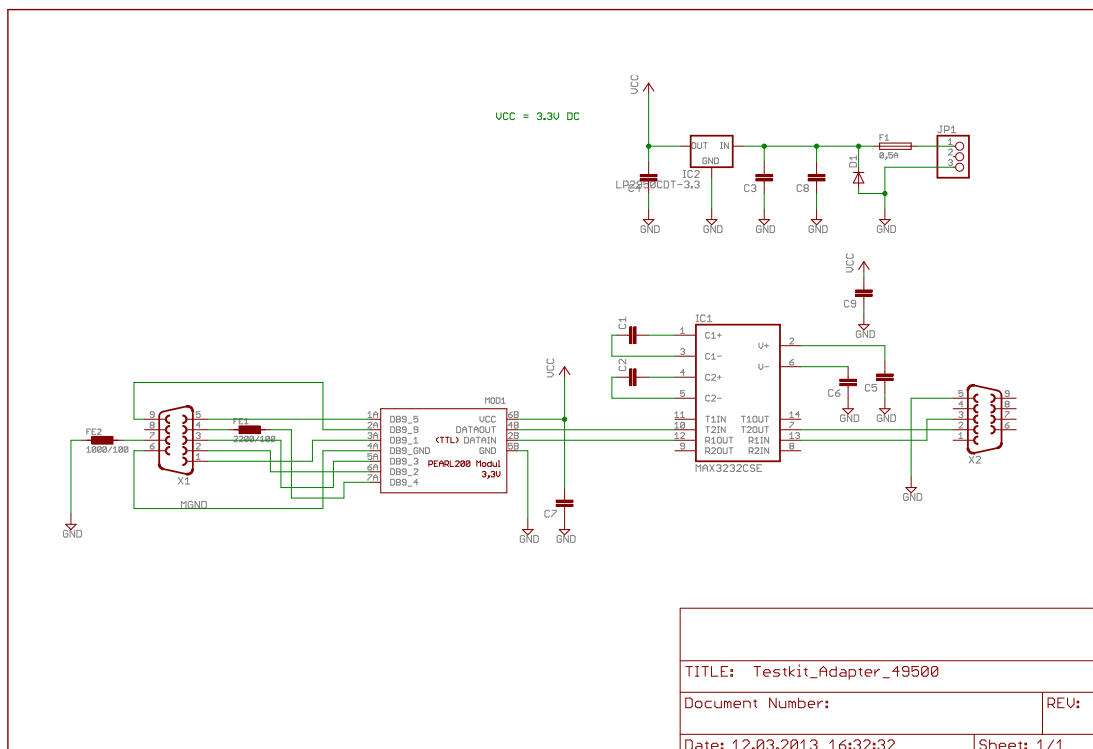 VCC
VCC = 3.3V DC
OUT IN
GND
IC2
LP2950CDT-3.3
C4
C3
C8
D1
F1
0,5A
JP1
1
2
3
GND
GND
GND
GND
GND
VCC
C9
GND
IC1
C1
C2
1 C1+
3 C1-
4 C2+
5 C2-
11 T1IN
10 T2IN
12 R1OUT
9 R2OUT
V+ 2
V- 6
T1OUT 14
T2OUT 7
R1IN 13
R2IN 8
MAX3232CSE
C6
C5
GND
GND
5
4
3
2
1
9
8
7
6
X2
GND
VCC
MOD1
1A DB9_5
2A DB9_9
3A DB9_1
4A DB9_GND
5A DB9_3
6A DB9_2
7A DB9_4
VCC 6B
DATAOUT 4B
(TTL) DATAIN 2B
GND 5B
PEARL200 Modul
3,3V
C7
GND
GND
9
8
7
6
5
4
3
2
1
X1
FE1
2200/100
FE2
1000/100
MGND
GND
TITLE: Testkit_Adapter_49500
Document Number:
REV:
Date: 12.03.2013 16:32:32
Sheet: 1/1